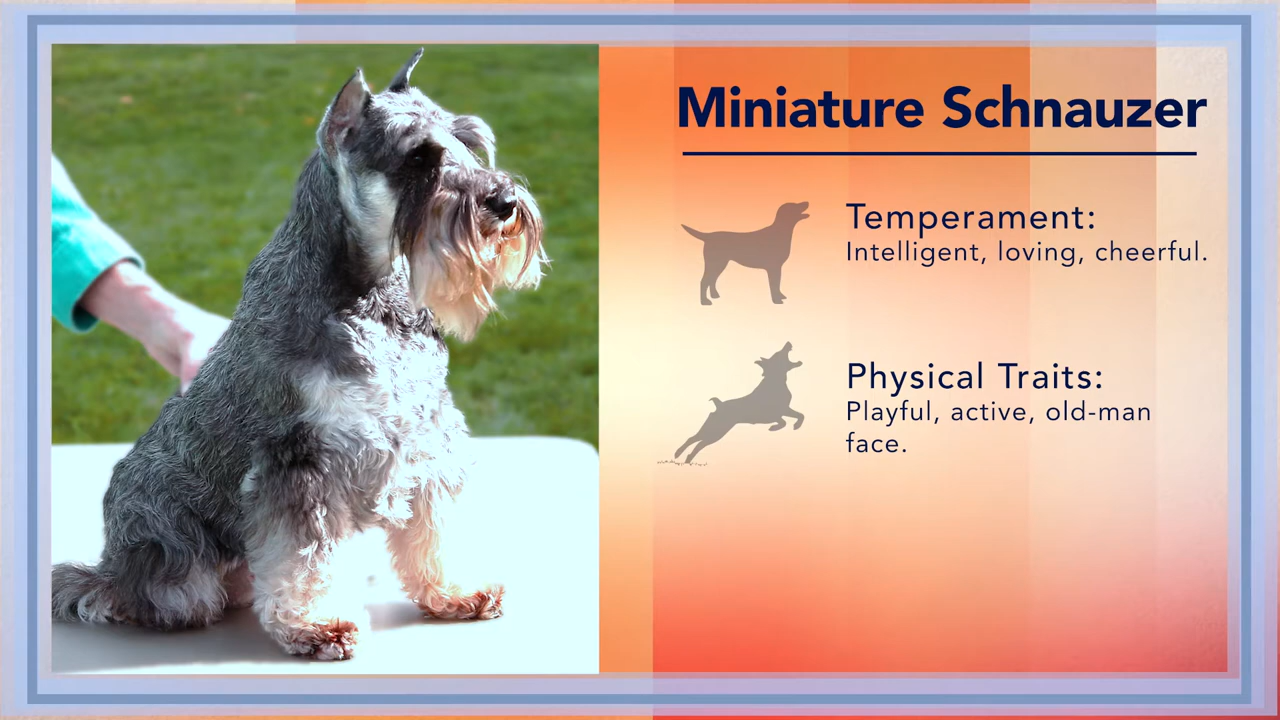 Miniature Schnauzer
Temperament:
Intelligent, loving, cheerful.
Physical Traits:
Playful, active, old-man
face.